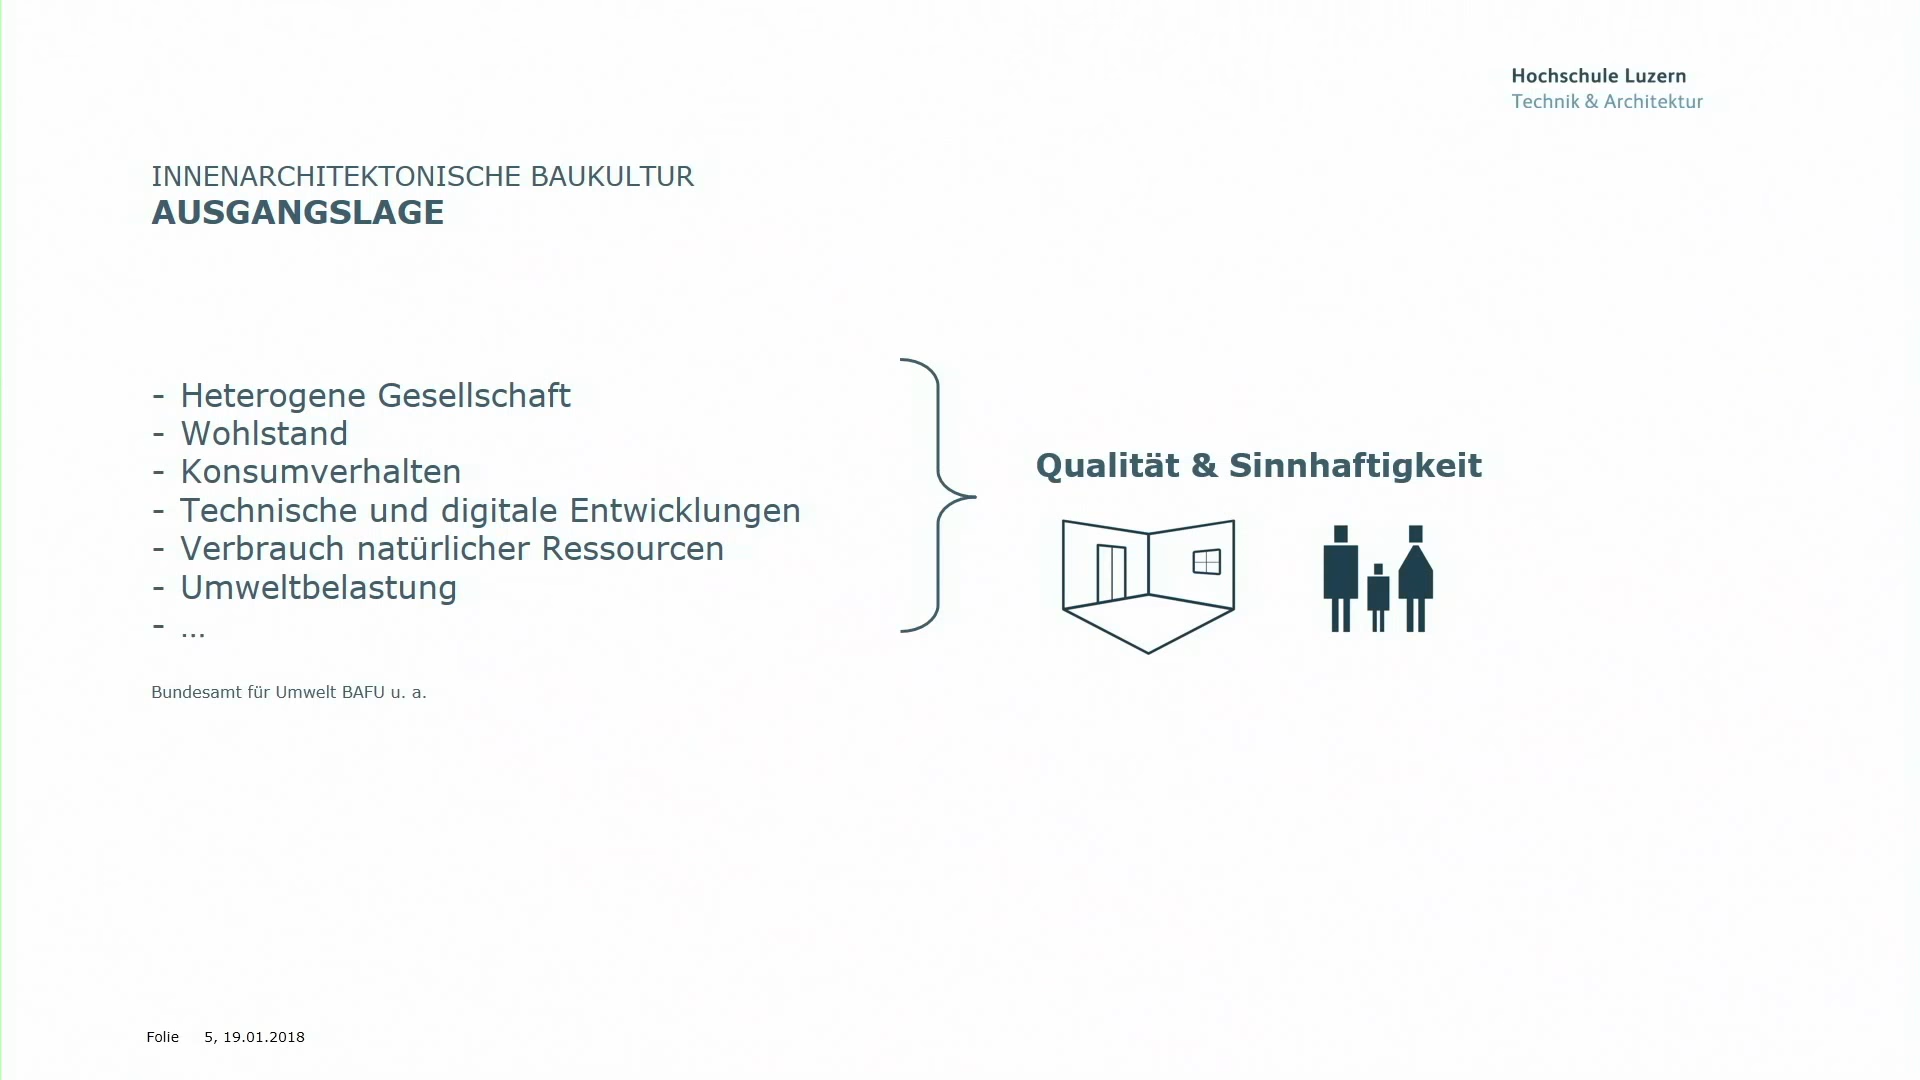 Hochschule Luzern
Technik & Architektur
INNENARCHITEKTONISCHE BAUKULTUR
AUSGANGSLAGE
- Heterogene Gesellschaft
- Wohlstand
- Konsumverhalten
- Technische und digitale Entwicklungen
- Verbrauch natürlicher Ressourcen
- Umweltbelastung
- ...
Bundesamt für Umwelt BAFU u. a.
Qualität & Sinnhaftigkeit
Folie 5, 19.01.2018